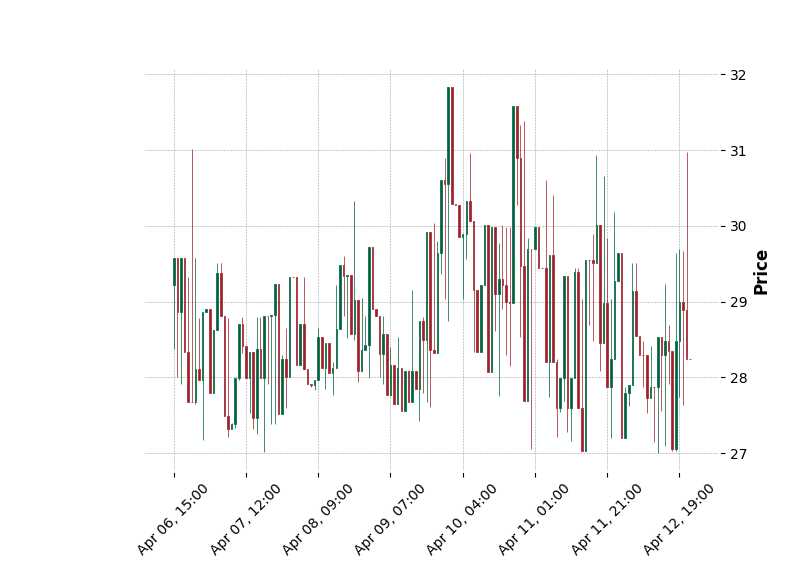 32
31
30
29
28
27
Price
Apr 06, 15:00
Apr 07, 12:00
Apr 08, 09:00
Apr 09, 07:00
Apr 10, 04:00
Apr 11, 01:00
Apr 11, 21:00
Apr 12, 19:00